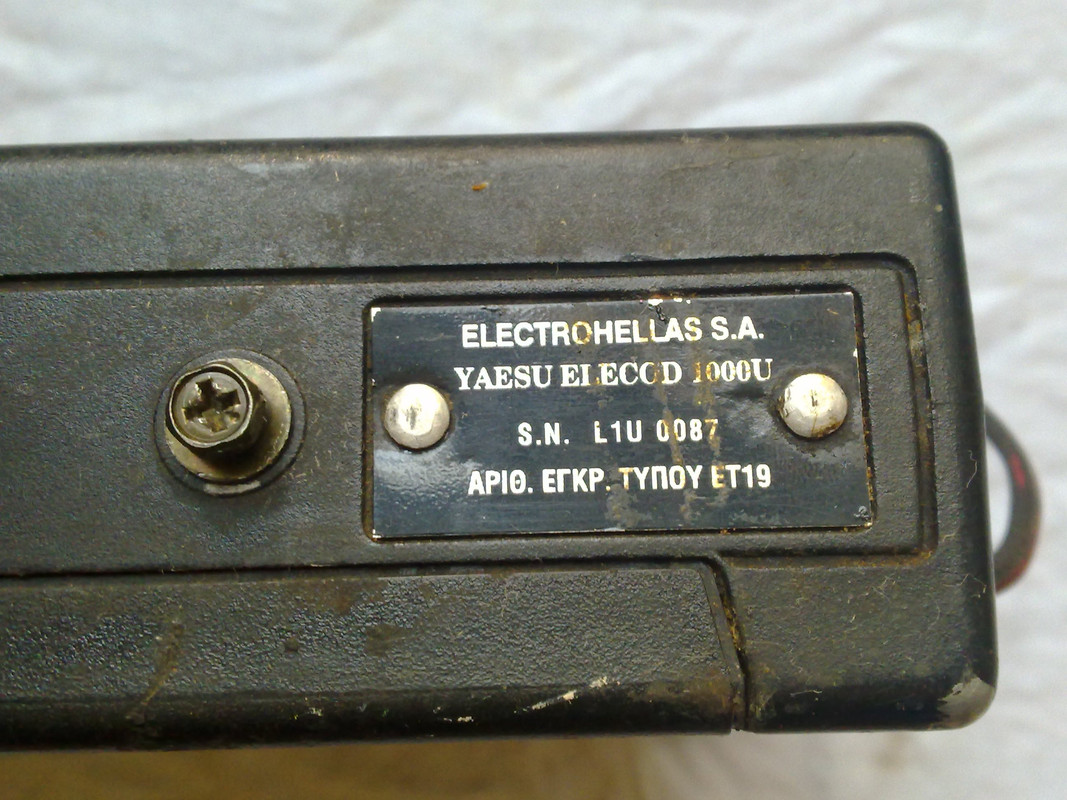 ELECTROHELLAS S.A.
YAESU ELECOD 1000U
S.N. L1U 0087
ΑΡΙΘ. ΕΓΚΡ. ΤΥΠΟΥ ΕΤ19